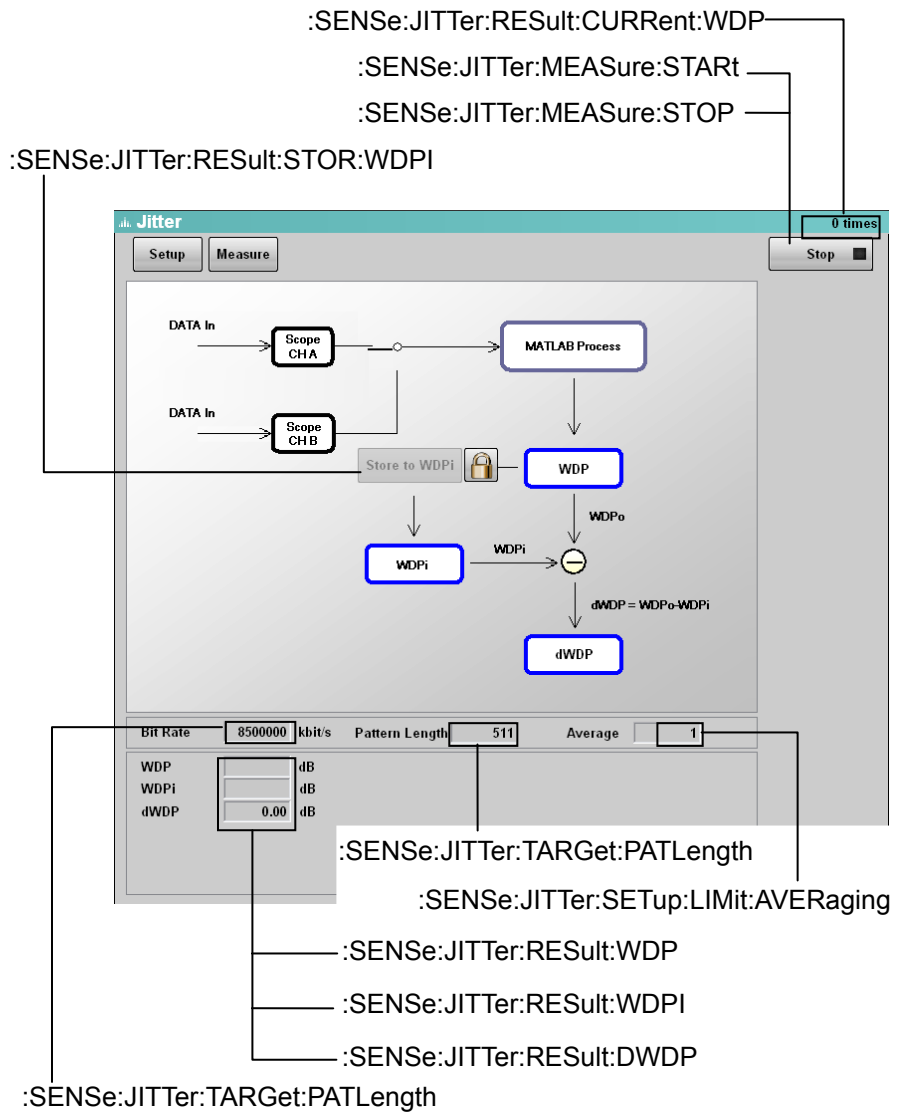 :SENSe:JITTer:RESult:CURRent:WDP
:SENSe:JITTer:MEASure:STARt
:SENSe:JITTer:MEASure:STOP
:SENSe:JITTer:RESult:STOR:WDPI
Jitter
0 times
Setup
Measure
Stop
DATA In
Scope
CH A
MATLAB Process
DATA In
Scope
CH B
Store to WDPi
WDP
WDPo
WDPi
WDPi
dWDP = WDPo-WDPi
dWDP
Bit Rate 8500000 kbit/s Pattern Length 511 Average 1
WDP dB
WDPi dB
dWDP 0.00 dB
:SENSe:JITTer:TARGet:PATLength
:SENSe:JITTer:SETup:LIMit:AVERaging
:SENSe:JITTer:RESult:WDP
:SENSe:JITTer:RESult:WDPI
:SENSe:JITTer:RESult:DWDP
:SENSe:JITTer:TARGet:PATLength